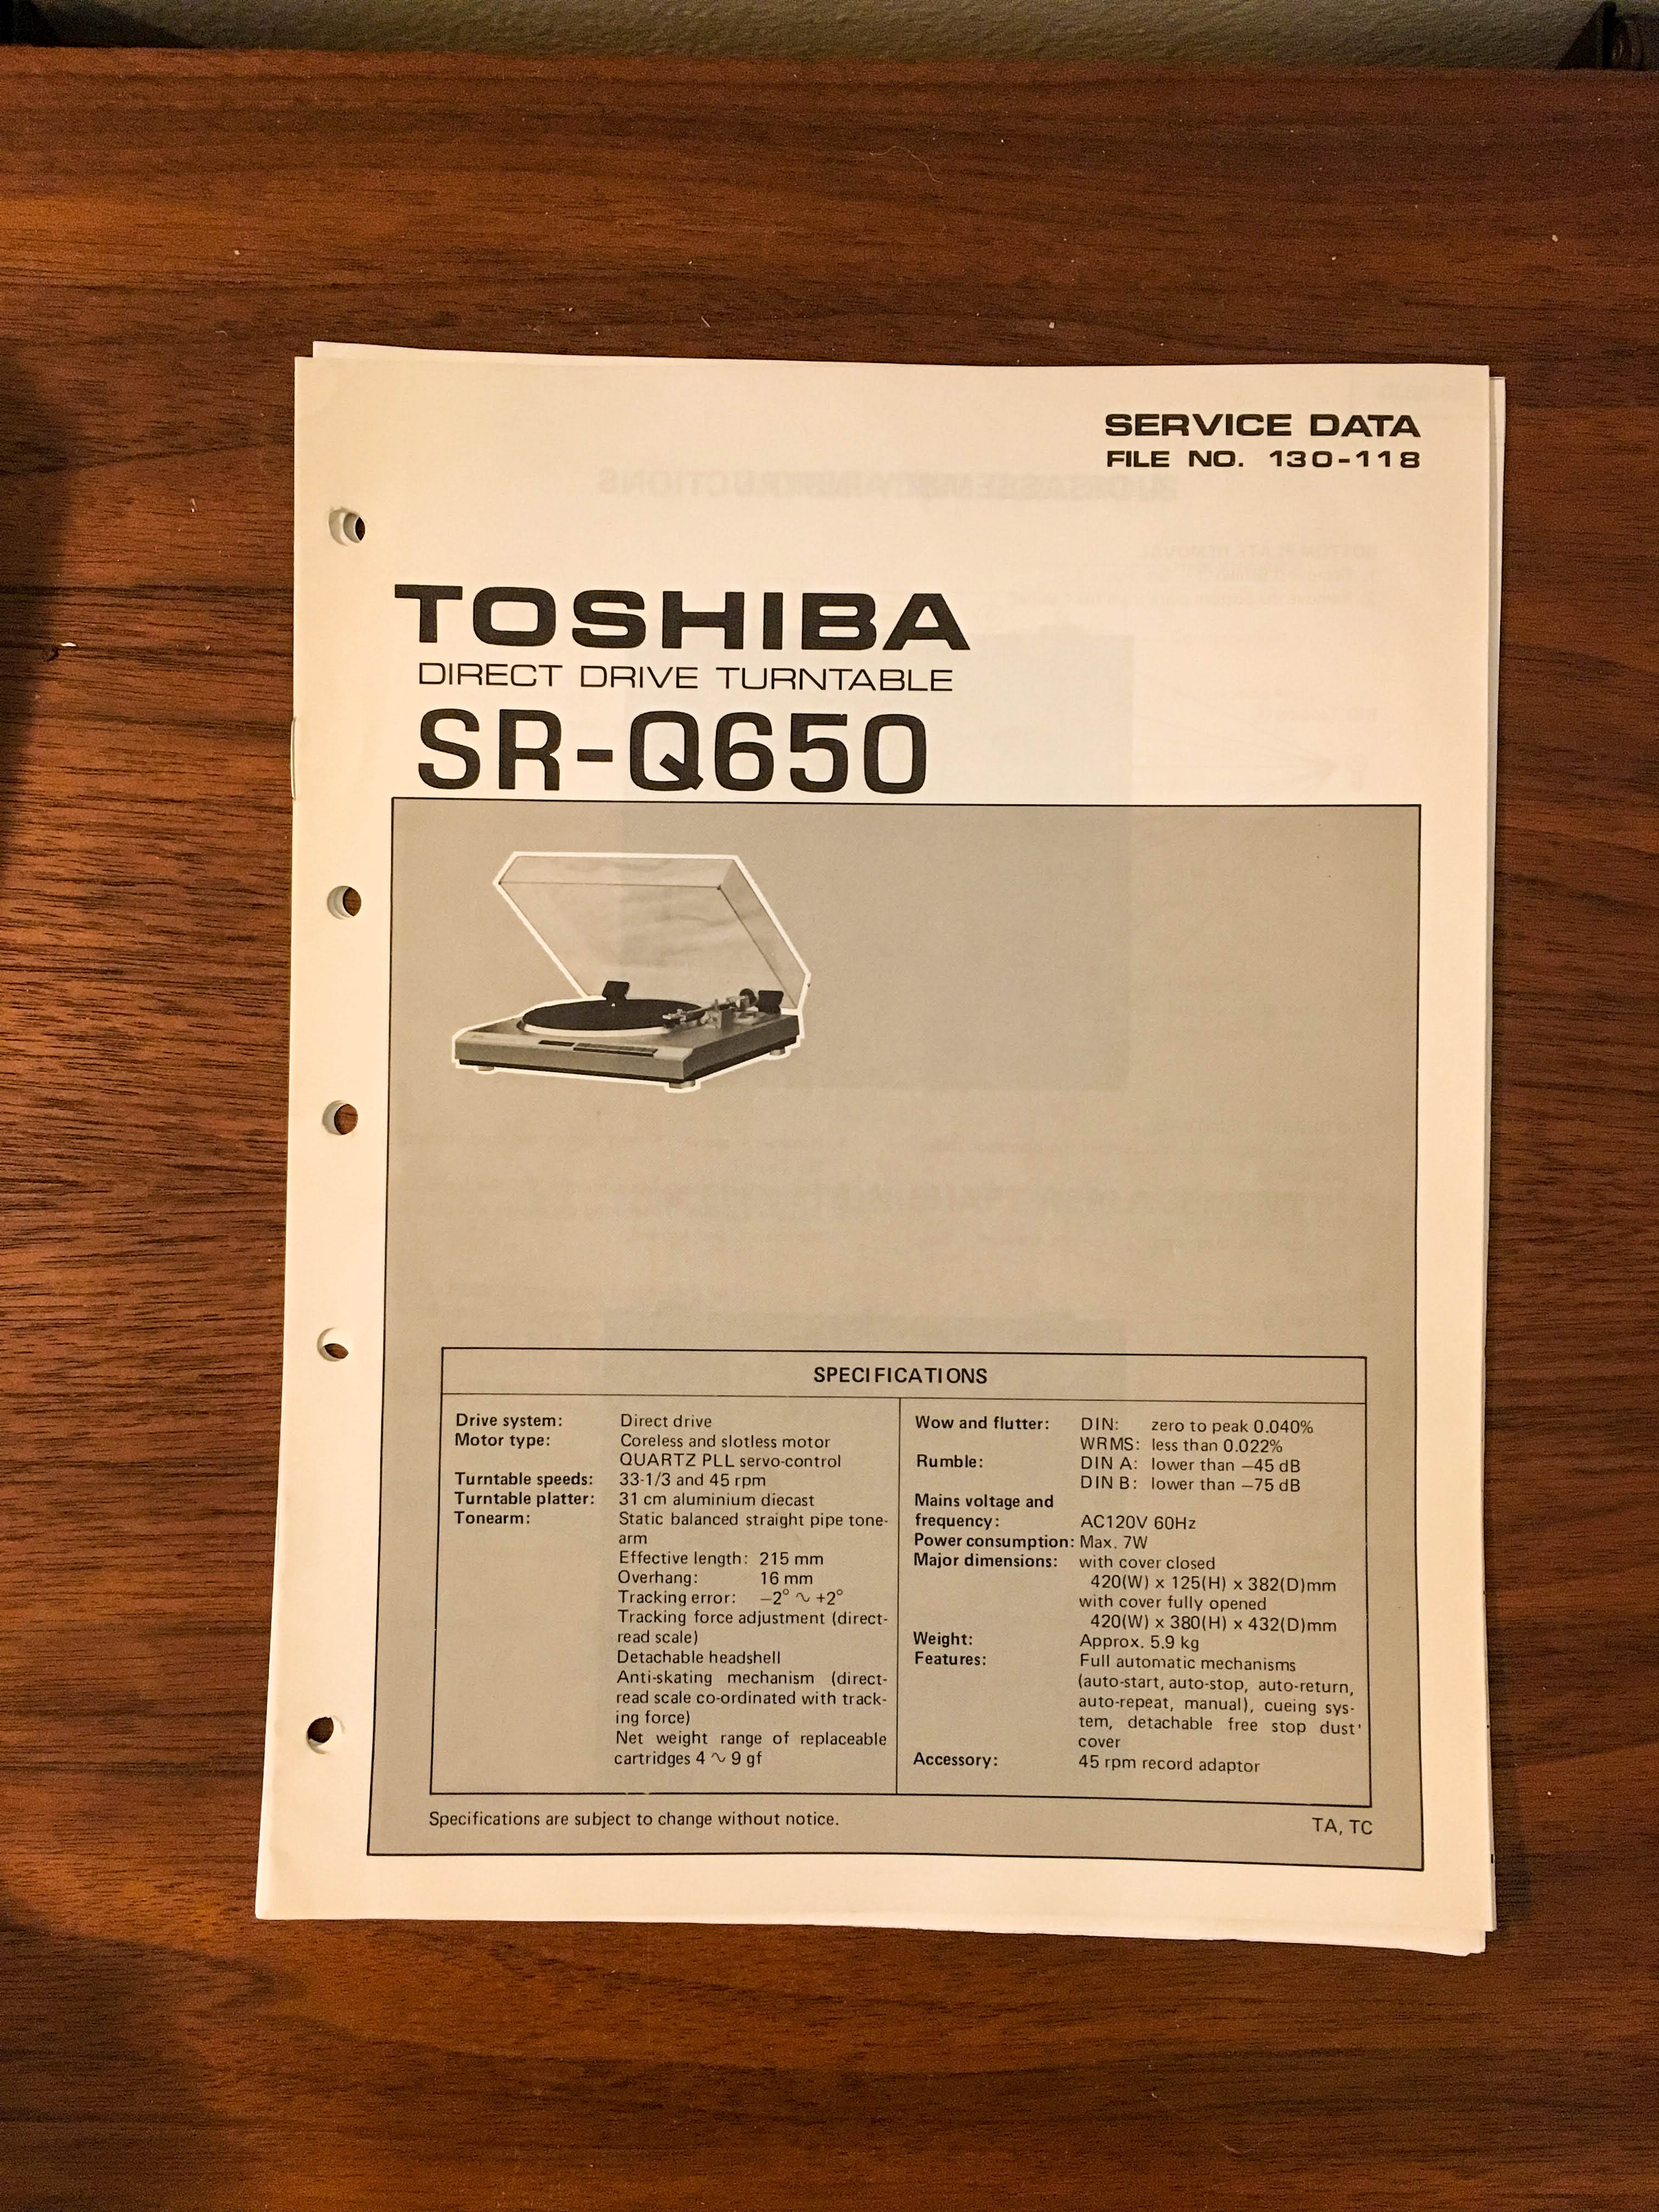 SERVICE DATA
FILE NO. 130-118
TOSHIBA
DIRECT DRIVE TURNTABLE
SR-Q650
SPECIFICATIONS
Drive system: Direct drive
Motor type: Coreless and slotless motor
QUARTZ PLL servo-control
Turntable speeds: 33-1/3 and 45 rpm
Turntable platter: 31 cm aluminium diecast
Tonearm: Static balanced straight pipe tone-
arm
Effective length: 215 mm
Overhang: 16 mm
Tracking error: −2° ∿ +2°
Tracking force adjustment (direct-
read scale)
Detachable headshell
Anti-skating mechanism (direct-
read scale co-ordinated with track-
ing force)
Net weight range of replaceable
cartridges 4 ∿ 9 gf
Wow and flutter: DIN: zero to peak 0.040%
WRMS: less than 0.022%
Rumble: DIN A: lower than −45 dB
DIN B: lower than −75 dB
Mains voltage and
frequency: AC120V 60Hz
Power consumption: Max. 7W
Major dimensions: with cover closed
420(W) x 125(H) x 382(D)mm
with cover fully opened
420(W) x 380(H) x 432(D)mm
Weight: Approx. 5.9 kg
Features: Full automatic mechanisms
(auto-start, auto-stop, auto-return,
auto-repeat, manual), cueing sys-
tem, detachable free stop dust
cover
Accessory: 45 rpm record adaptor
Specifications are subject to change without notice.
TA, TC